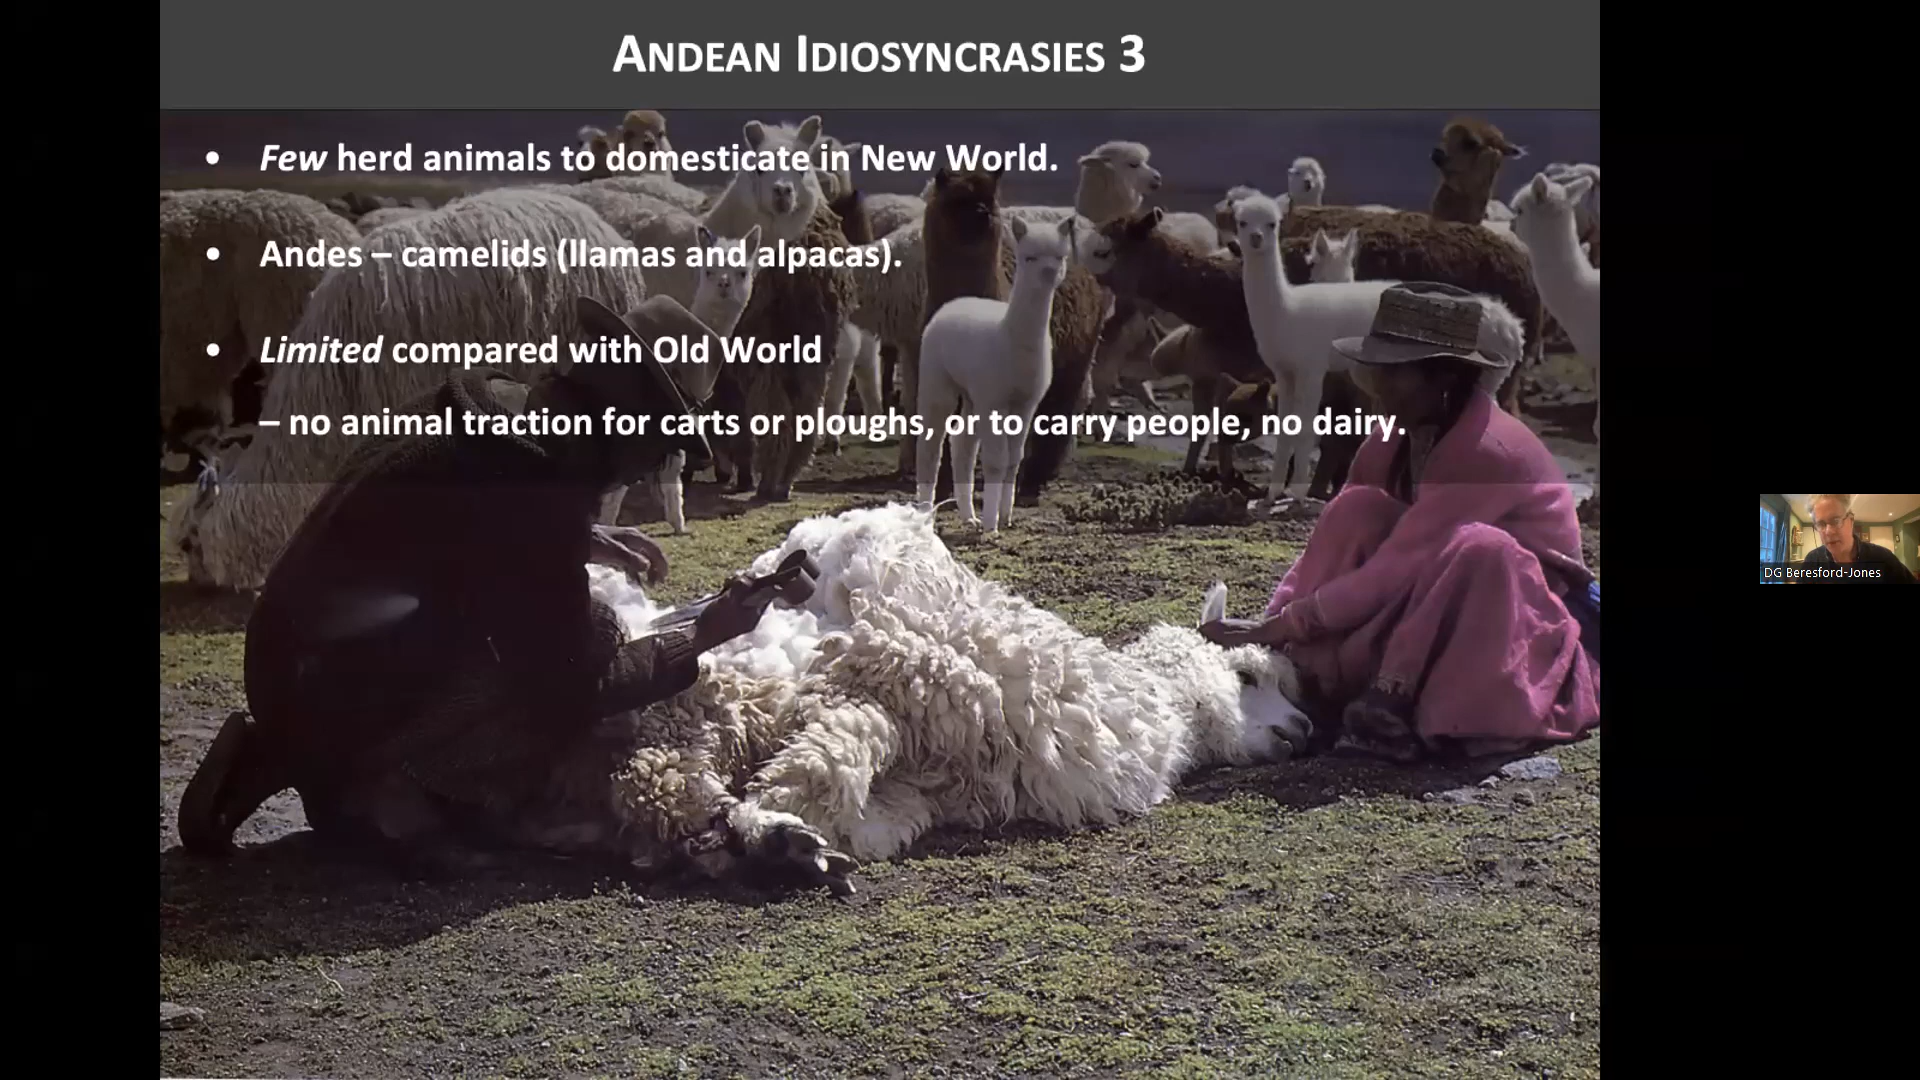 ANDEAN IDIOSYNCRASIES 3
• Few herd animals to domesticate in New World.
• Andes – camelids (llamas and alpacas).
• Limited compared with Old World
– no animal traction for carts or ploughs, or to carry people, no dairy.
DG Beresford-Jones